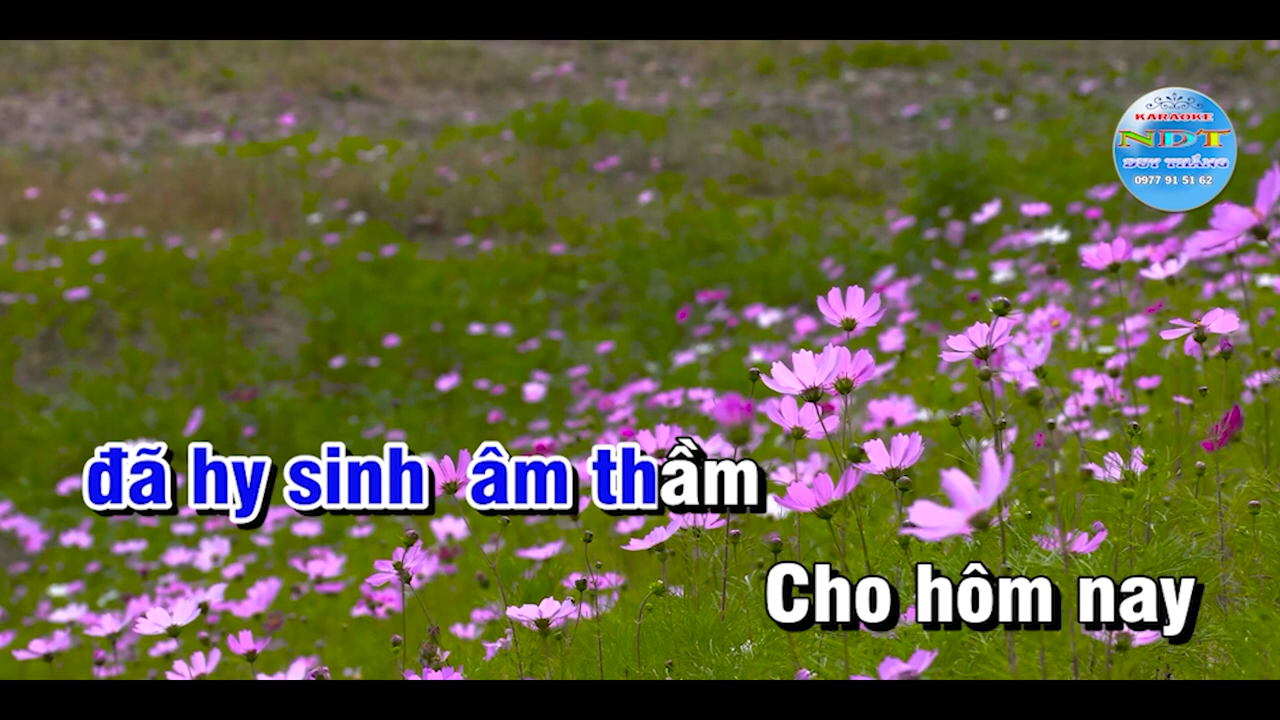 KARAOKE
NDT
DUY THẮNG
0977 91 51 62
đã hy sinh âm thầm
Cho hôm nay